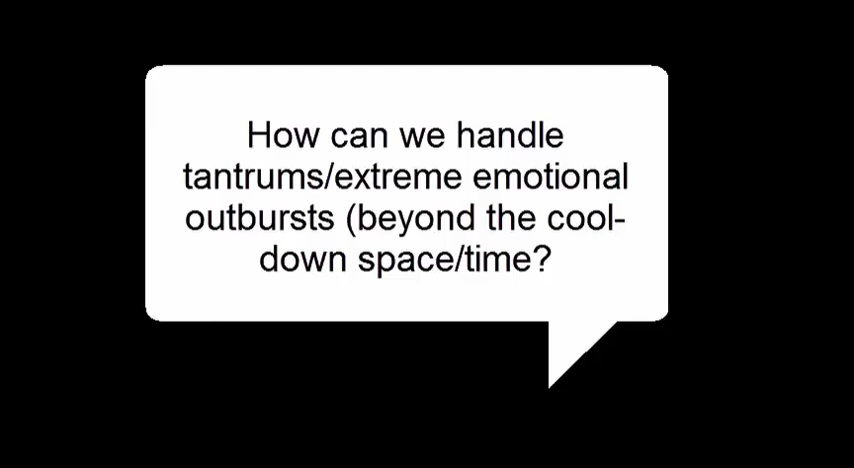 How can we handle
tantrums/extreme emotional
outbursts (beyond the cool-
down space/time?